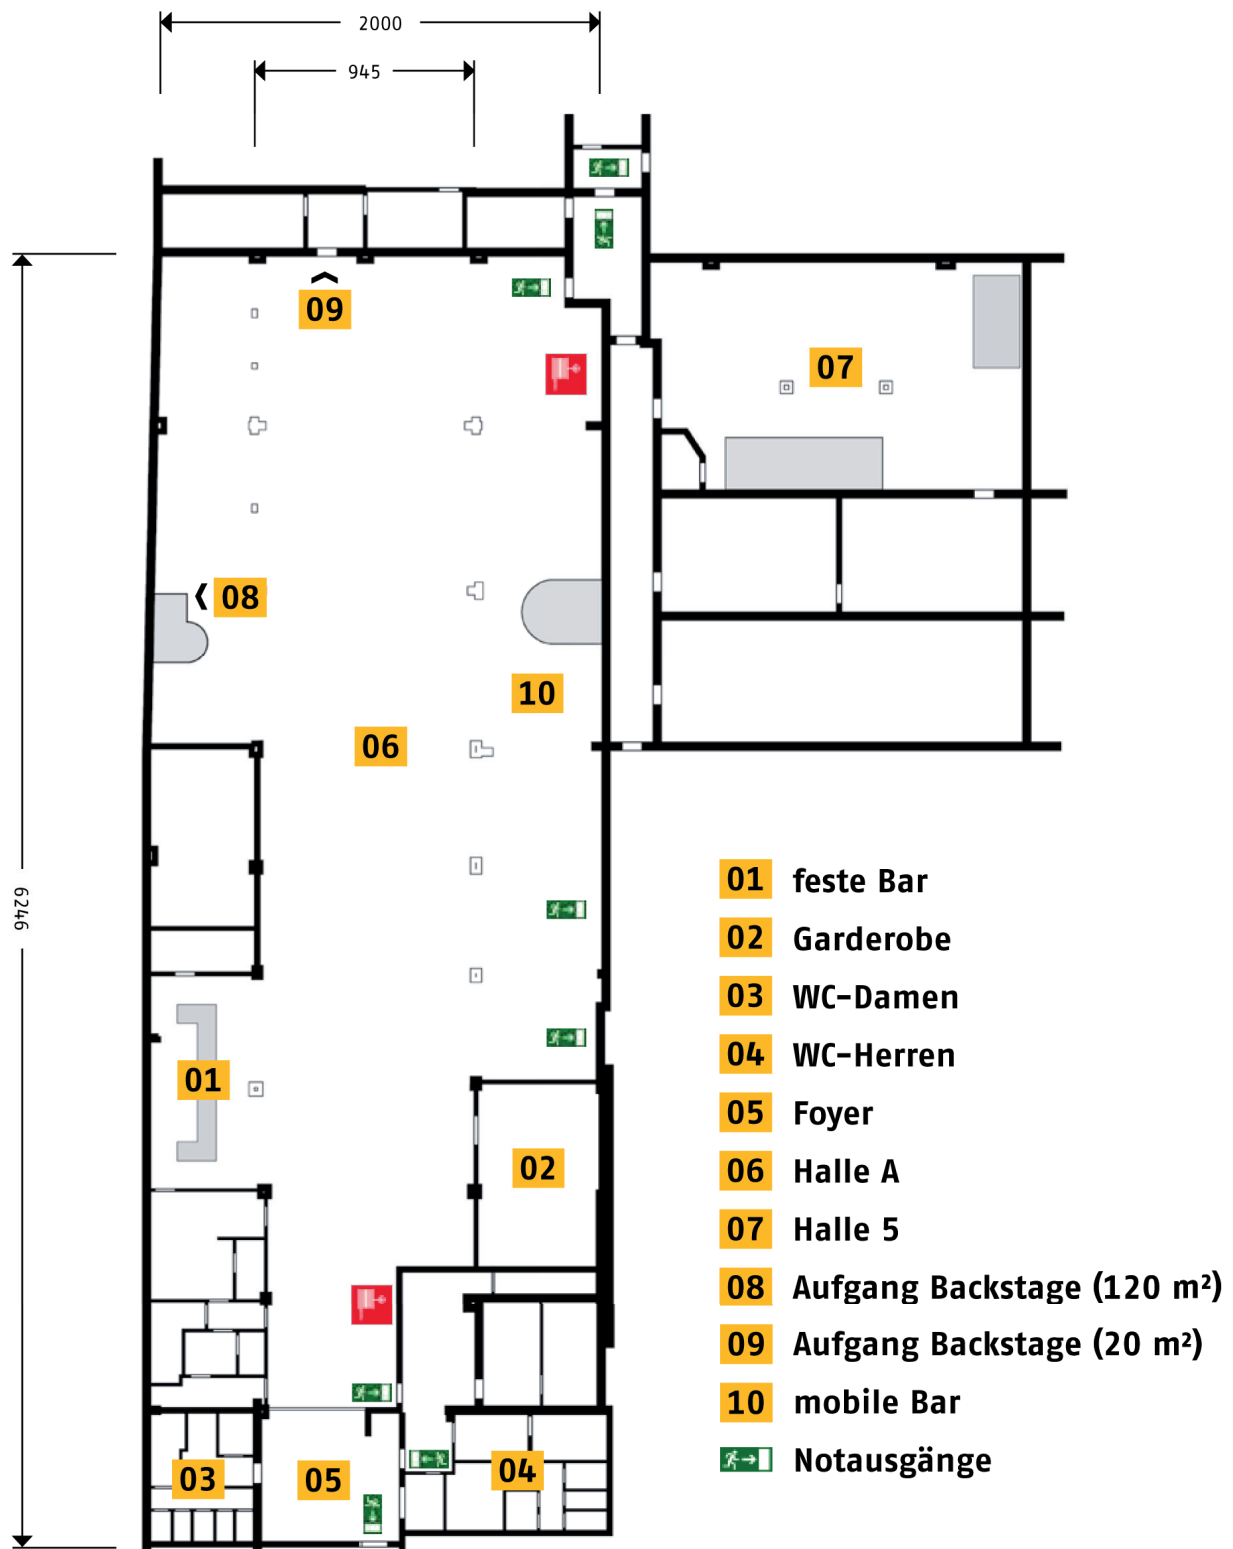 2000
945
09
07
08
10
06
6246
01
02
03
05
04
01 feste Bar
02 Garderobe
03 WC-Damen
04 WC-Herren
05 Foyer
06 Halle A
07 Halle 5
08 Aufgang Backstage (120 m²)
09 Aufgang Backstage (20 m²)
10 mobile Bar
Notausgänge